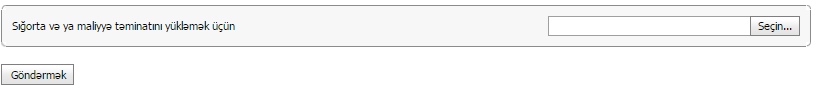 Sığorta və ya maliyyə təminatını yükləmək üçün Seçin...
Göndərmək